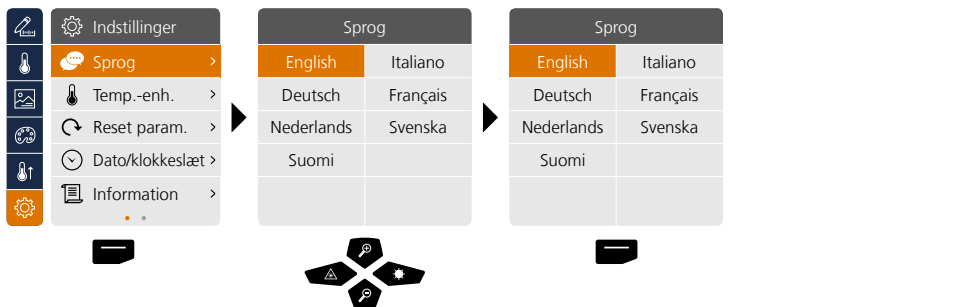 Indstillinger
Sprog
Temp.-enh.
Reset param.
Dato/klokkeslæt
Information
Sprog
English Italiano
Deutsch Français
Nederlands Svenska
Suomi
Sprog
English Italiano
Deutsch Français
Nederlands Svenska
Suomi